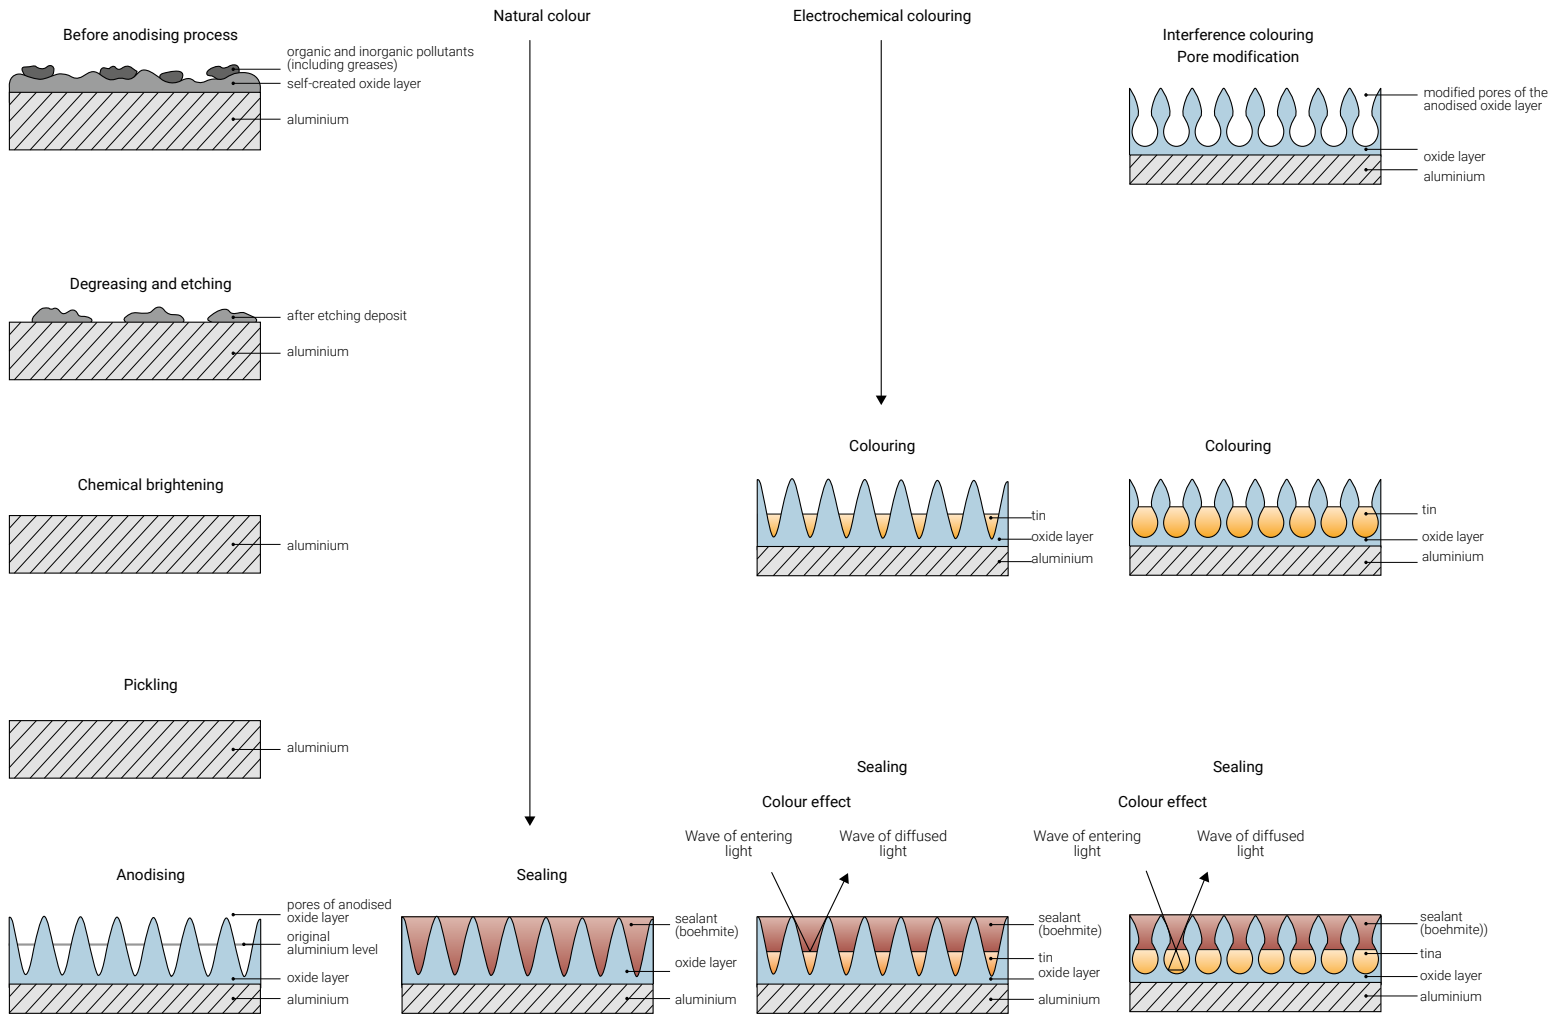 Before anodising process
organic and inorganic pollutants
(including greases)
self-created oxide layer
aluminium
Degreasing and etching
after etching deposit
aluminium
Chemical brightening
aluminium
Pickling
aluminium
Anodising
pores of anodised
oxide layer
original
aluminium level
oxide layer
aluminium
Natural colour
Sealing
sealant
(boehmite)
oxide layer
aluminium
Electrochemical colouring
Colouring
tin
oxide layer
aluminium
Sealing
Colour effect
Wave of entering
light
Wave of diffused
light
sealant
(boehmite)
tin
oxide layer
aluminium
Interference colouring
Pore modification
modified pores of the
anodised oxide layer
oxide layer
aluminium
Colouring
tin
oxide layer
aluminium
Sealing
Colour effect
Wave of entering
light
Wave of diffused
light
sealant
(boehmite))
tina
oxide layer
aluminium